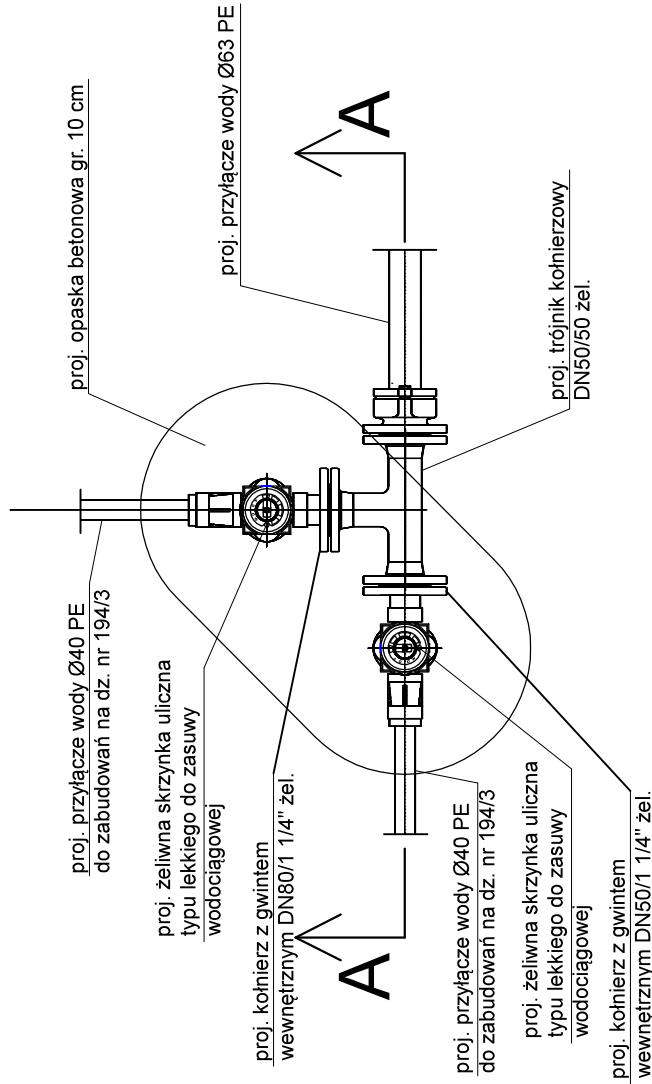 proj. opaska betonowa gr. 10 cm
proj. przyłącze wody Ø63 PE
A
proj. trójnik kołnierzowy
DN50/50 żel.
proj. przyłącze wody Ø40 PE
do zabudowań na dz. nr 194/3
proj. żeliwna skrzynka uliczna
typu lekkiego do zasuwy
wodociągowej
proj. kołnierz z gwintem
wewnętrznym DN80/1 1/4" żel.
A
proj. przyłącze wody Ø40 PE
do zabudowań na dz. nr 194/3
proj. żeliwna skrzynka uliczna
typu lekkiego do zasuwy
wodociągowej
proj. kołnierz z gwintem
wewnetrznym DN50/1 1/4" żel.